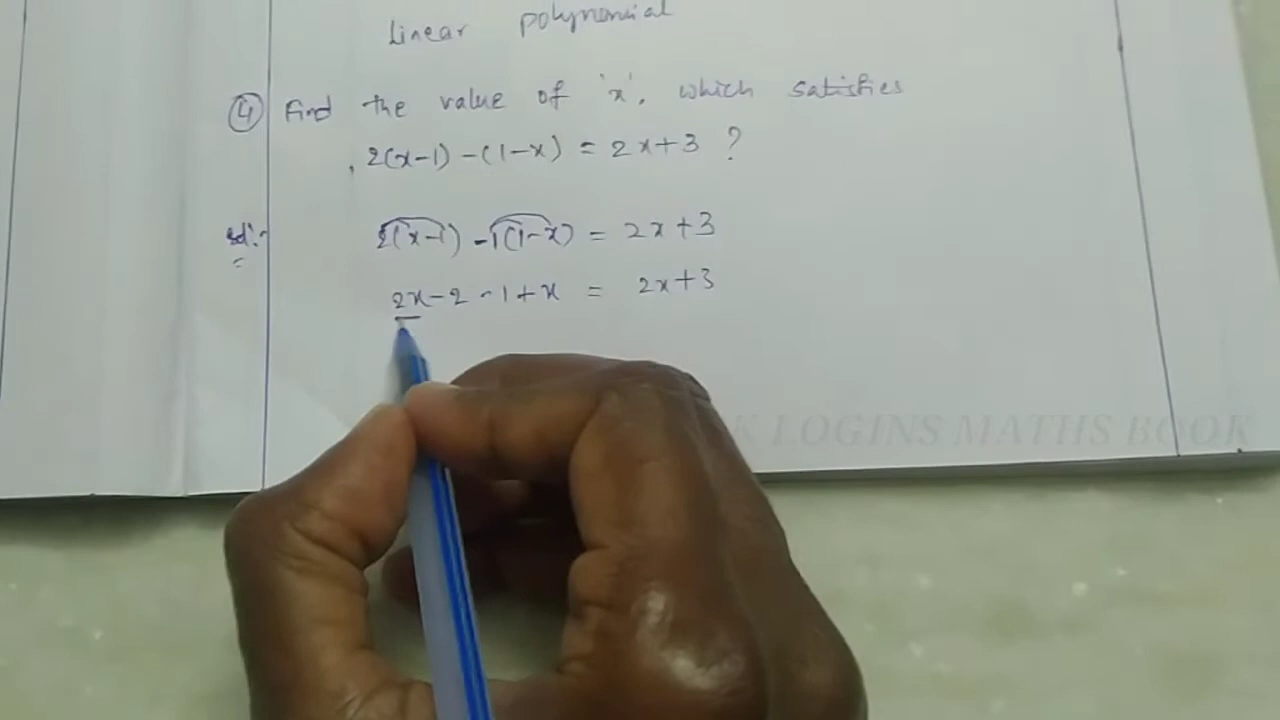 Linear polynomial
④ Find the value of 'x', which satisfies
, 2(x-1) -(1-x) = 2x+3 ?
Sol:-
2(x-1) -1(1-x) = 2x+3
2x-2 -1+x = 2x+3
K LOGINS MATHS BOOK